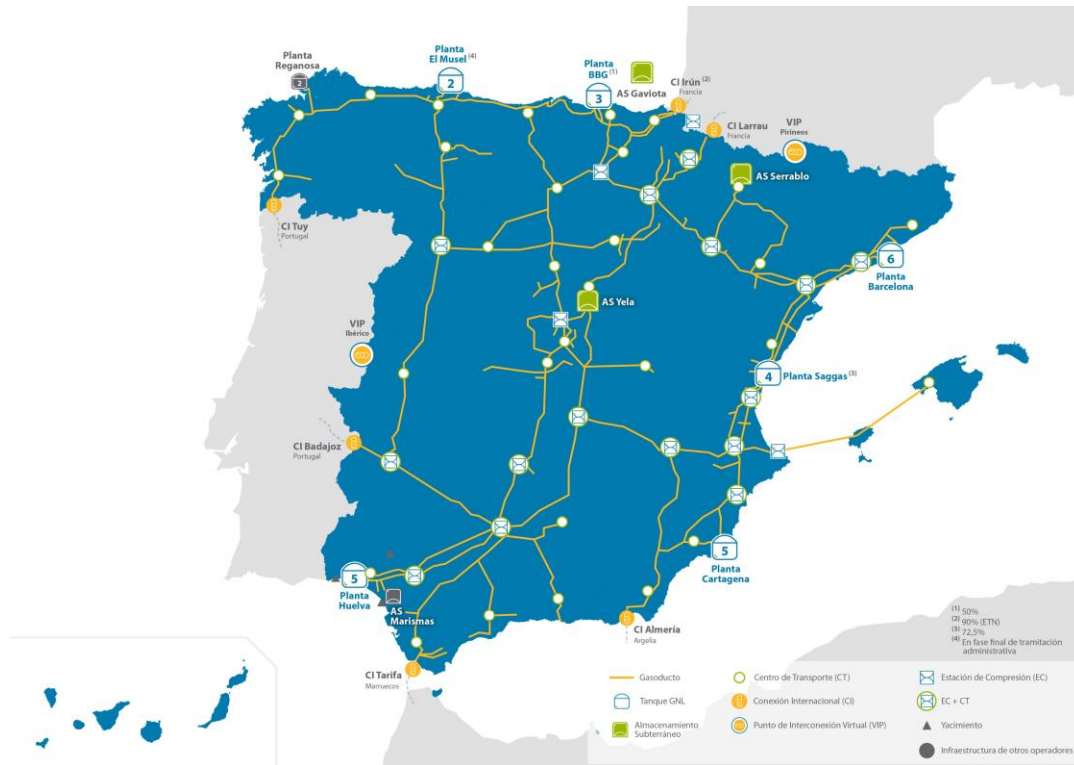 Planta
Reganosa
2
Planta
El Musel (4)
2
Planta
BBG (1)
3
AS Gaviota
CI Irún (2)
Francia
CI Larrau
Francia
VIP
Pirineos
AS Serrablo
CI Tuy
Portugal
6
Planta
Barcelona
AS Yela
VIP
Ibérico
4
Planta Saggas (3)
CI Badajoz
Portugal
5
Planta
Cartagena
5
Planta
Huelva
AS
Marismas
CI Almería
Argelia
CI Tarifa
Marruecos
(1) 50%
(2) 90% (ETN)
(3) 72,5%
(4) En fase final de tramitación
administrativa
Gasoducto
Centro de Transporte (CT)
Estación de Compresión (EC)
Tanque GNL
Conexión Internacional (CI)
EC + CT
Almacenamiento
Subterráneo
Punto de Interconexión Virtual (VIP)
Yacimiento
Infraestructura de otros operadores